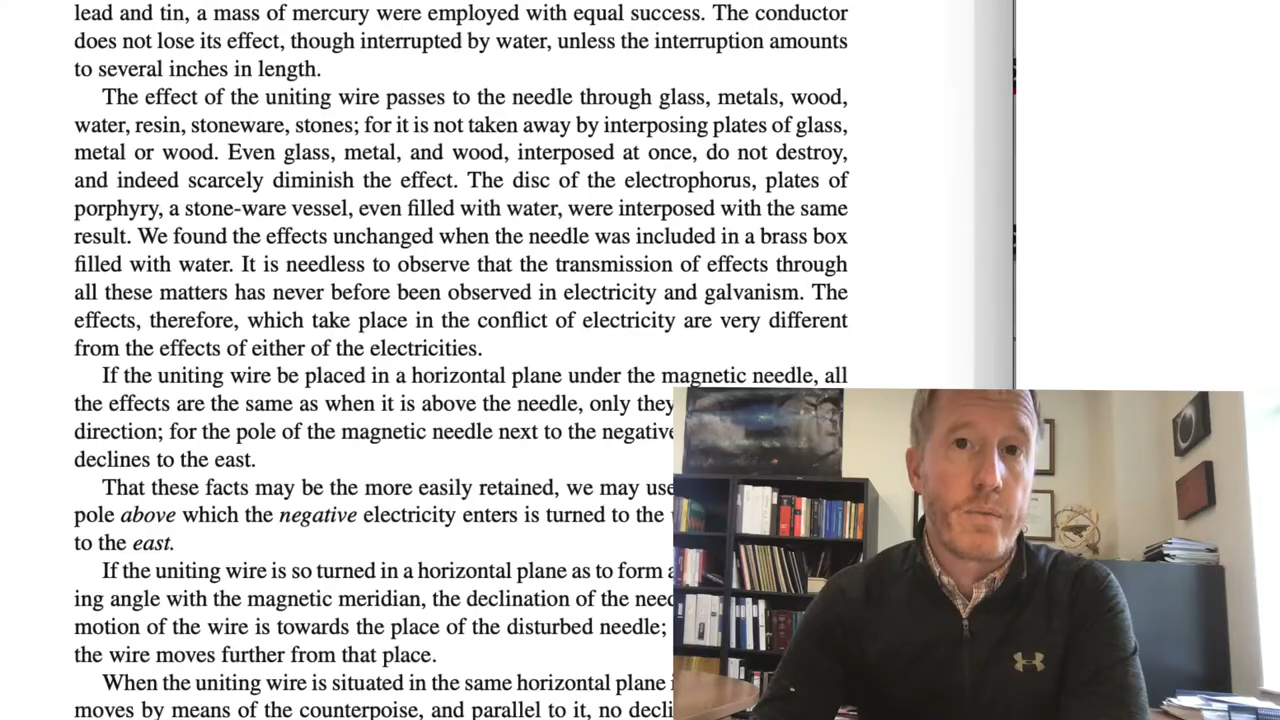 lead and tin, a mass of mercury were employed with equal success. The conductor
does not lose its effect, though interrupted by water, unless the interruption amounts
to several inches in length.
The effect of the uniting wire passes to the needle through glass, metals, wood,
water, resin, stoneware, stones; for it is not taken away by interposing plates of glass,
metal or wood. Even glass, metal, and wood, interposed at once, do not destroy,
and indeed scarcely diminish the effect. The disc of the electrophorus, plates of
porphyry, a stone-ware vessel, even filled with water, were interposed with the same
result. We found the effects unchanged when the needle was included in a brass box
filled with water. It is needless to observe that the transmission of effects through
all these matters has never before been observed in electricity and galvanism. The
effects, therefore, which take place in the conflict of electricity are very different
from the effects of either of the electricities.
If the uniting wire be placed in a horizontal plane under the magnetic needle, all
the effects are the same as when it is above the needle, only they
direction; for the pole of the magnetic needle next to the negative
declines to the east.
That these facts may be the more easily retained, we may use
pole above which the negative electricity enters is turned to the
to the east.
If the uniting wire is so turned in a horizontal plane as to form a
ing angle with the magnetic meridian, the declination of the
motion of the wire is towards the place of the disturbed needle;
the wire moves further from that place.
When the uniting wire is situated in the same horizontal plane
moves by means of the counterpoise, and parallel to it, no